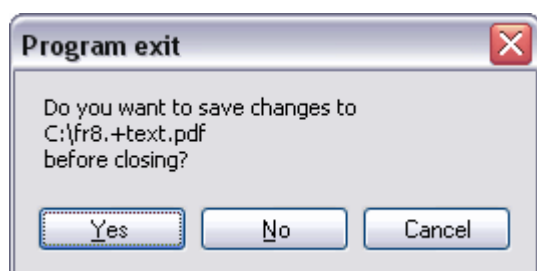 Program exit
Do you want to save changes to
C:\fr8.+text.pdf
before closing?
Yes No Cancel